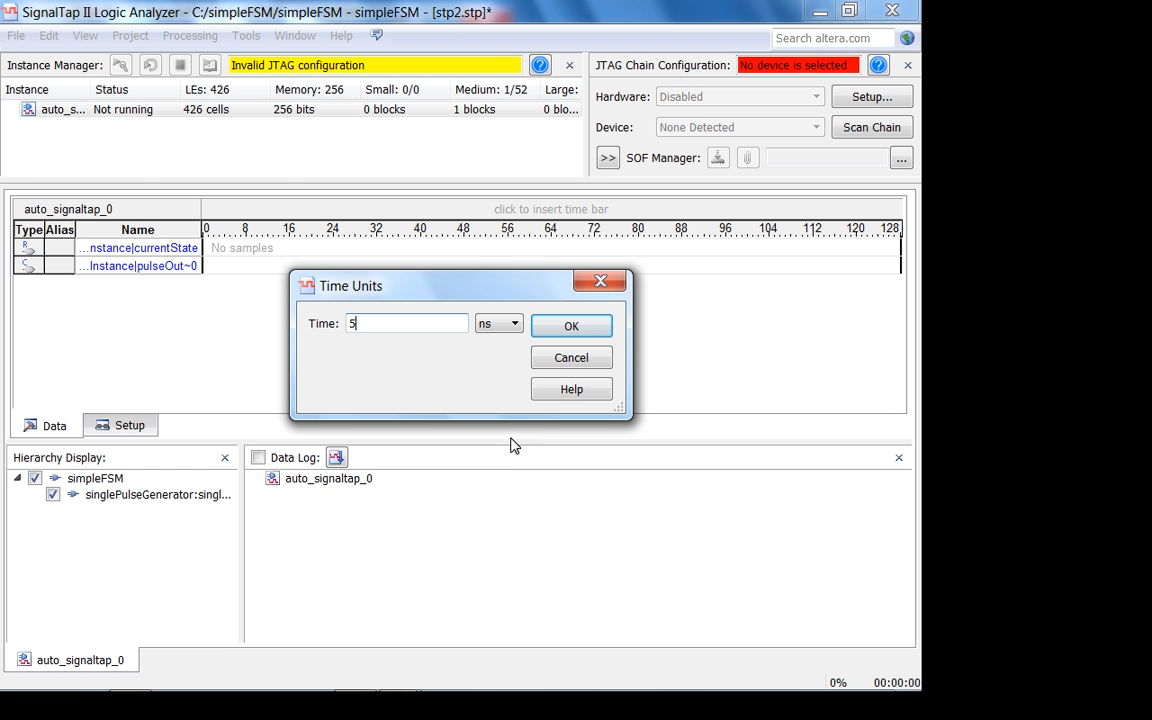 SignalTap II Logic Analyzer - C:/simpleFSM/simpleFSM - simpleFSM - [stp2.stp]*
File Edit View Project Processing Tools Window Help
Search altera.com
Instance Manager:
Invalid JTAG configuration
JTAG Chain Configuration:
No device is selected
Instance Status LEs: 426 Memory: 256 Small: 0/0 Medium: 1/52 Large:
auto_s... Not running 426 cells 256 bits 0 blocks 1 blocks 0 blo...
Hardware: Disabled Setup...
Device: None Detected Scan Chain
>> SOF Manager: ...
auto_signaltap_0 click to insert time bar
Type Alias Name 0 8 16 24 32 40 48 56 64 72 80 88 96 104 112 120 128
R ...nstance|currentState No samples
C ...Instance|pulseOut~0
Time Units
Time: 5 ns OK
Cancel
Help
Data Setup
Hierarchy Display:
simpleFSM
singlePulseGenerator:singl...
Data Log:
auto_signaltap_0
auto_signaltap_0
0% 00:00:00